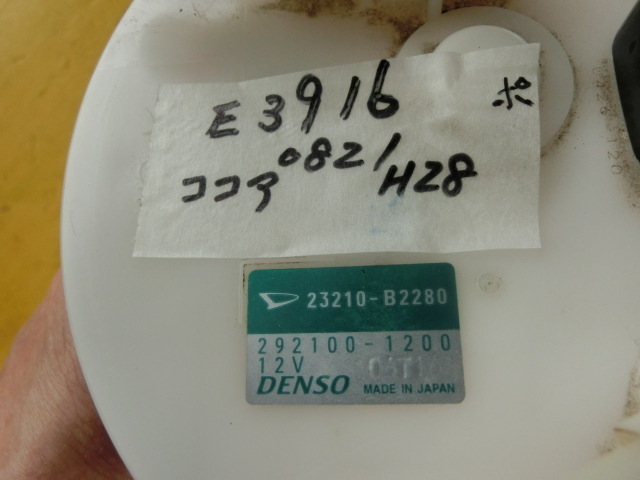 E3916 ポ
ココア 0821/H28
23210-B2280
292100-1200
12V
DENSO MADE IN JAPAN